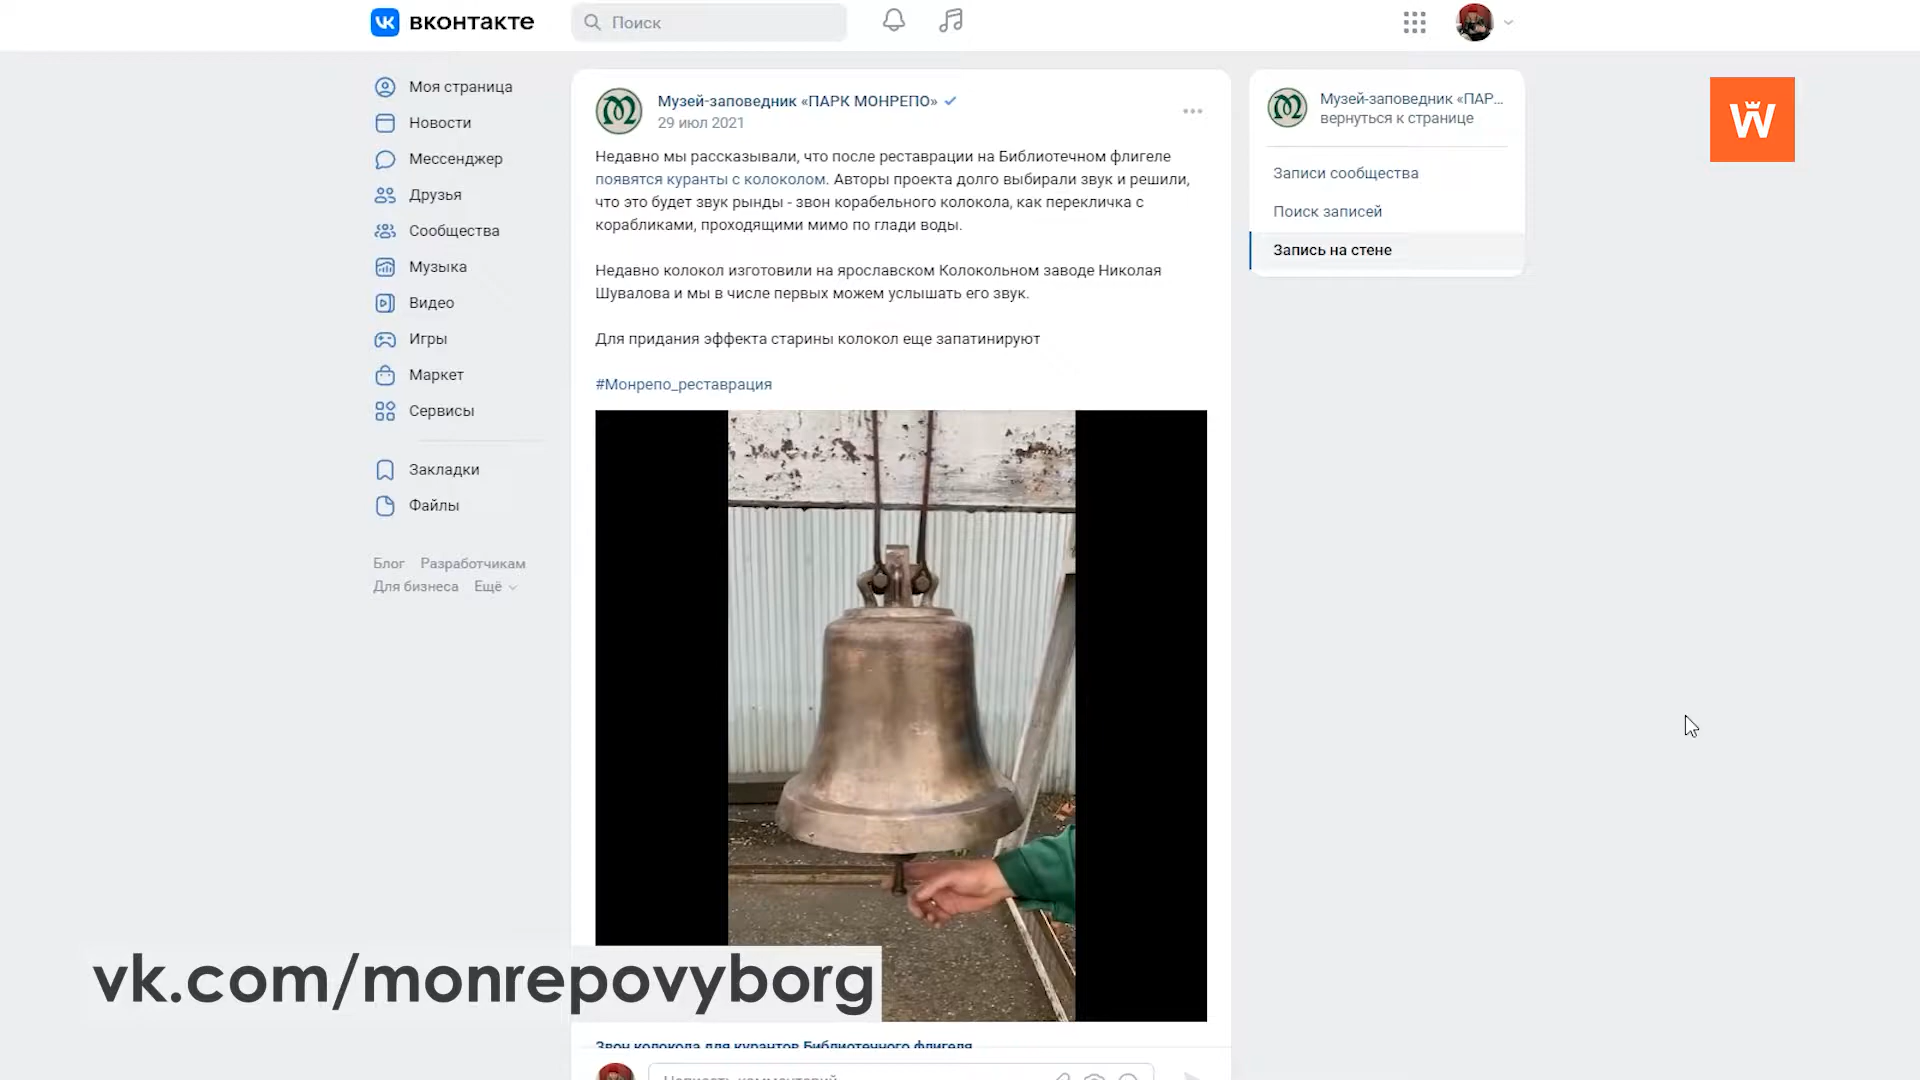 вконтакте
Поиск
Моя страница
Новости
Мессенджер
Друзья
Сообщества
Музыка
Видео
Игры
Маркет
Сервисы
Закладки
Файлы
Блог Разработчикам
Для бизнеса Ещё
Музей-заповедник «ПАРК МОНРЕПО»
29 июл 2021
Недавно мы рассказывали, что после реставрации на Библиотечном флигеле
появятся куранты с колоколом. Авторы проекта долго выбирали звук и решили,
что это будет звук рынды - звон корабельного колокола, как перекличка с
корабликами, проходящими мимо по глади воды.
Недавно колокол изготовили на ярославском Колокольном заводе Николая
Шувалова и мы в числе первых можем услышать его звук.
Для придания эффекта старины колокол еще запатинируют
#Монрепо_реставрация
Звон колокола для курантов Библиотечного флигеля
Написать комментарий...
Музей-заповедник «ПАР...
вернуться к странице
Записи сообщества
Поиск записей
Запись на стене
W
vk.com/monrepovyborg